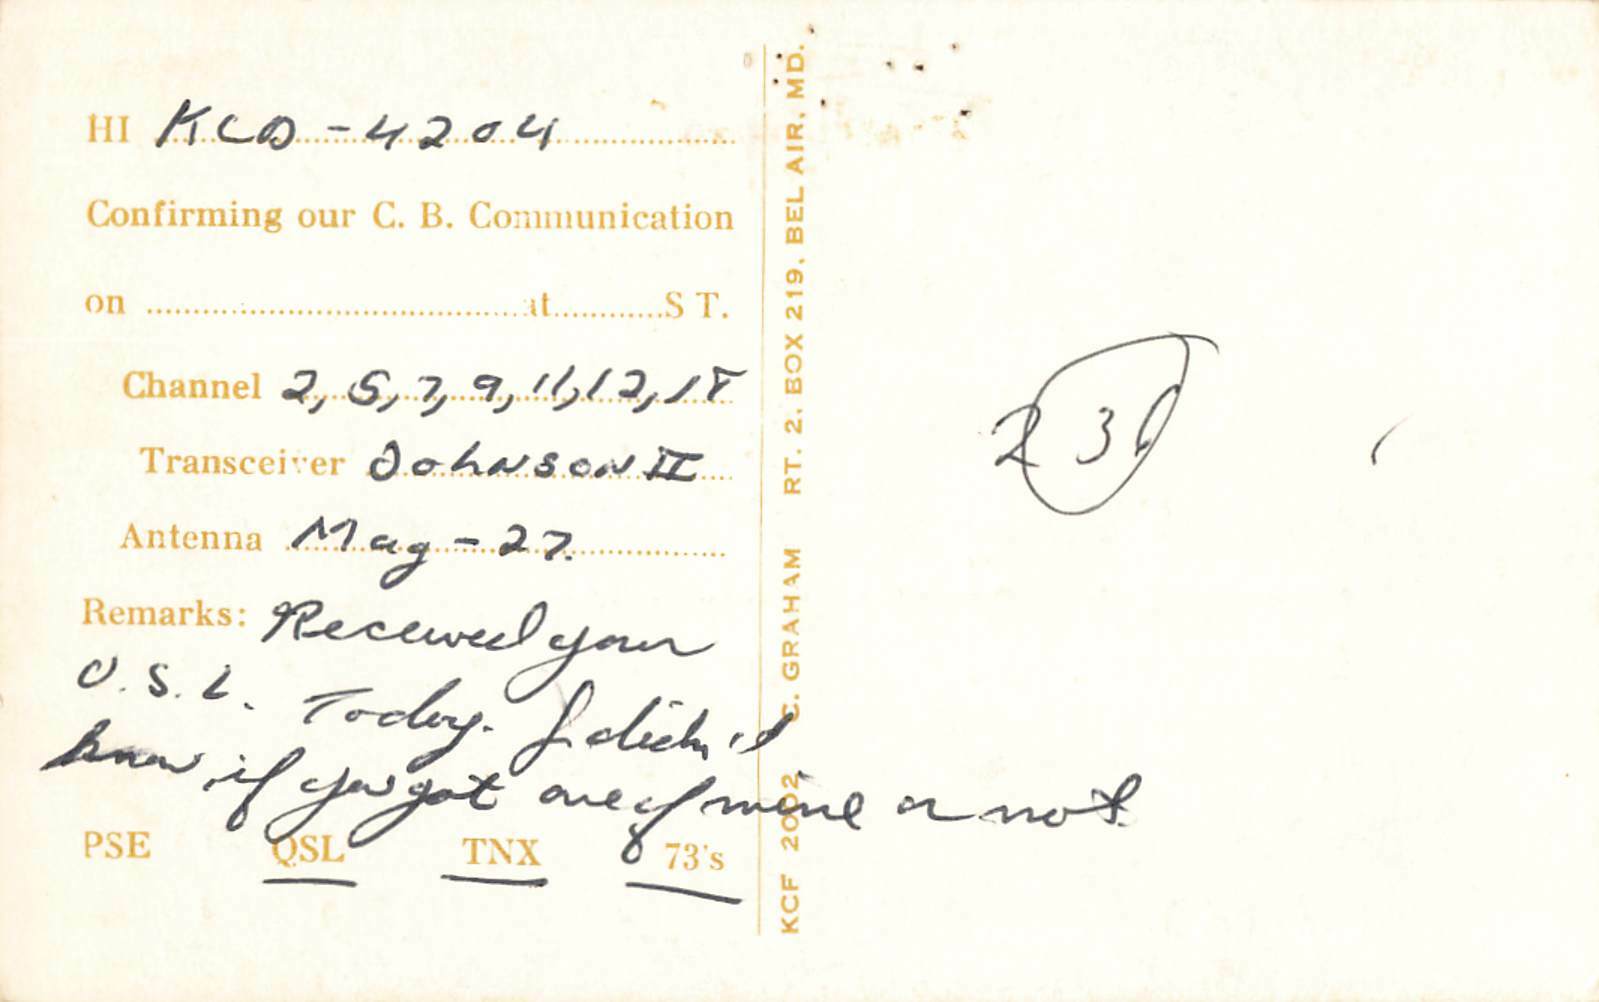 HI KCD-4204
Confirming our C. B. Communication
on ........ at ........ S T.
Channel 2, 5, 7, 9, 11, 12, 18
Transceiver Johnson II
Antenna Mag-27.
Remarks: Received your
Q.S.L. Today. I didn't
know if you got one of mine or not.
PSE QSL TNX 73's
KCF 2002 C. GRAHAM RT. 2. BOX 219, BEL AIR, MD.